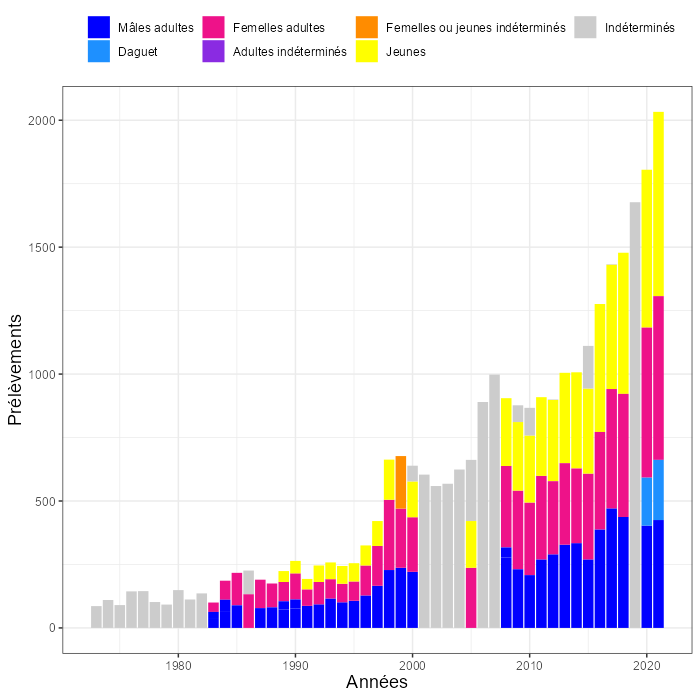 Mâles adultes Femelles adultes Femelles ou jeunes indéterminés Indéterminés
Daguet Adultes indéterminés Jeunes
2000
1500
1000
500
0
Prélèvements
1980 1990 2000 2010 2020
Années